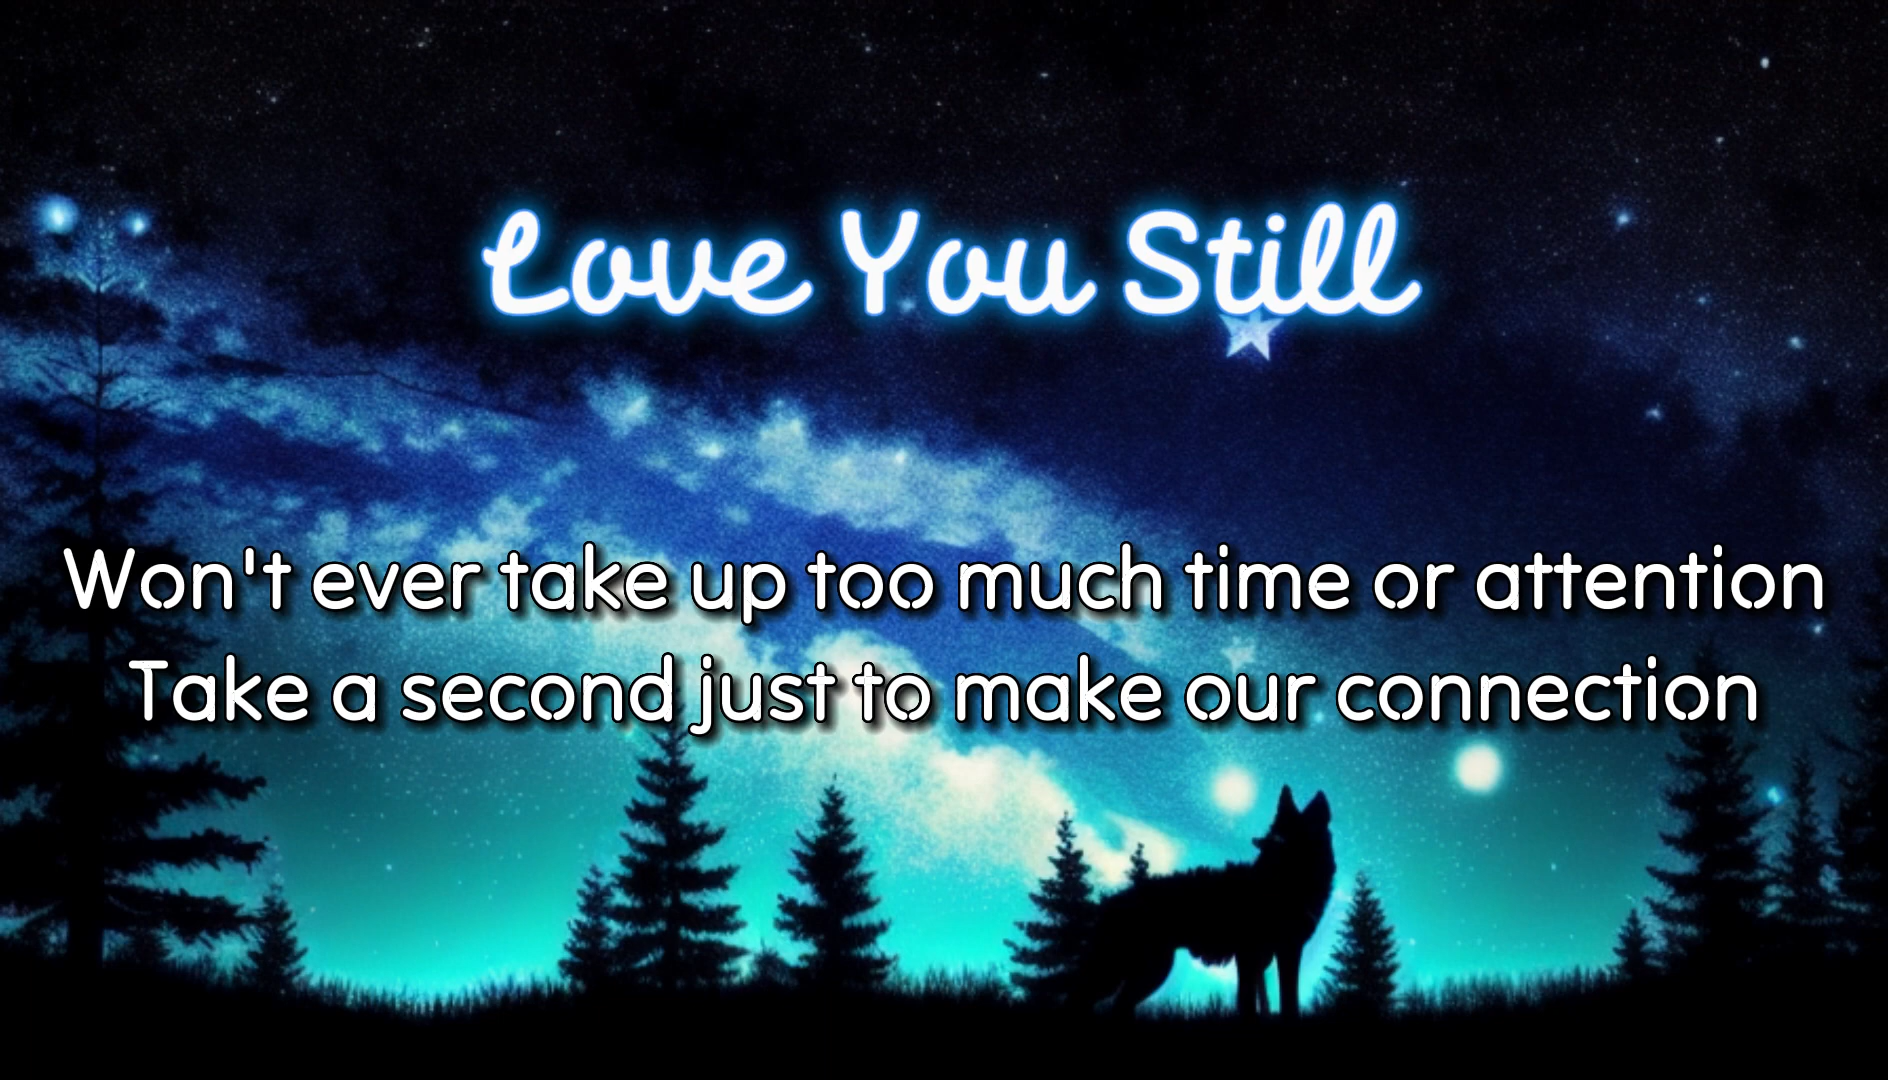 Love You Still
Won't ever take up too much time or attention
Take a second just to make our connection